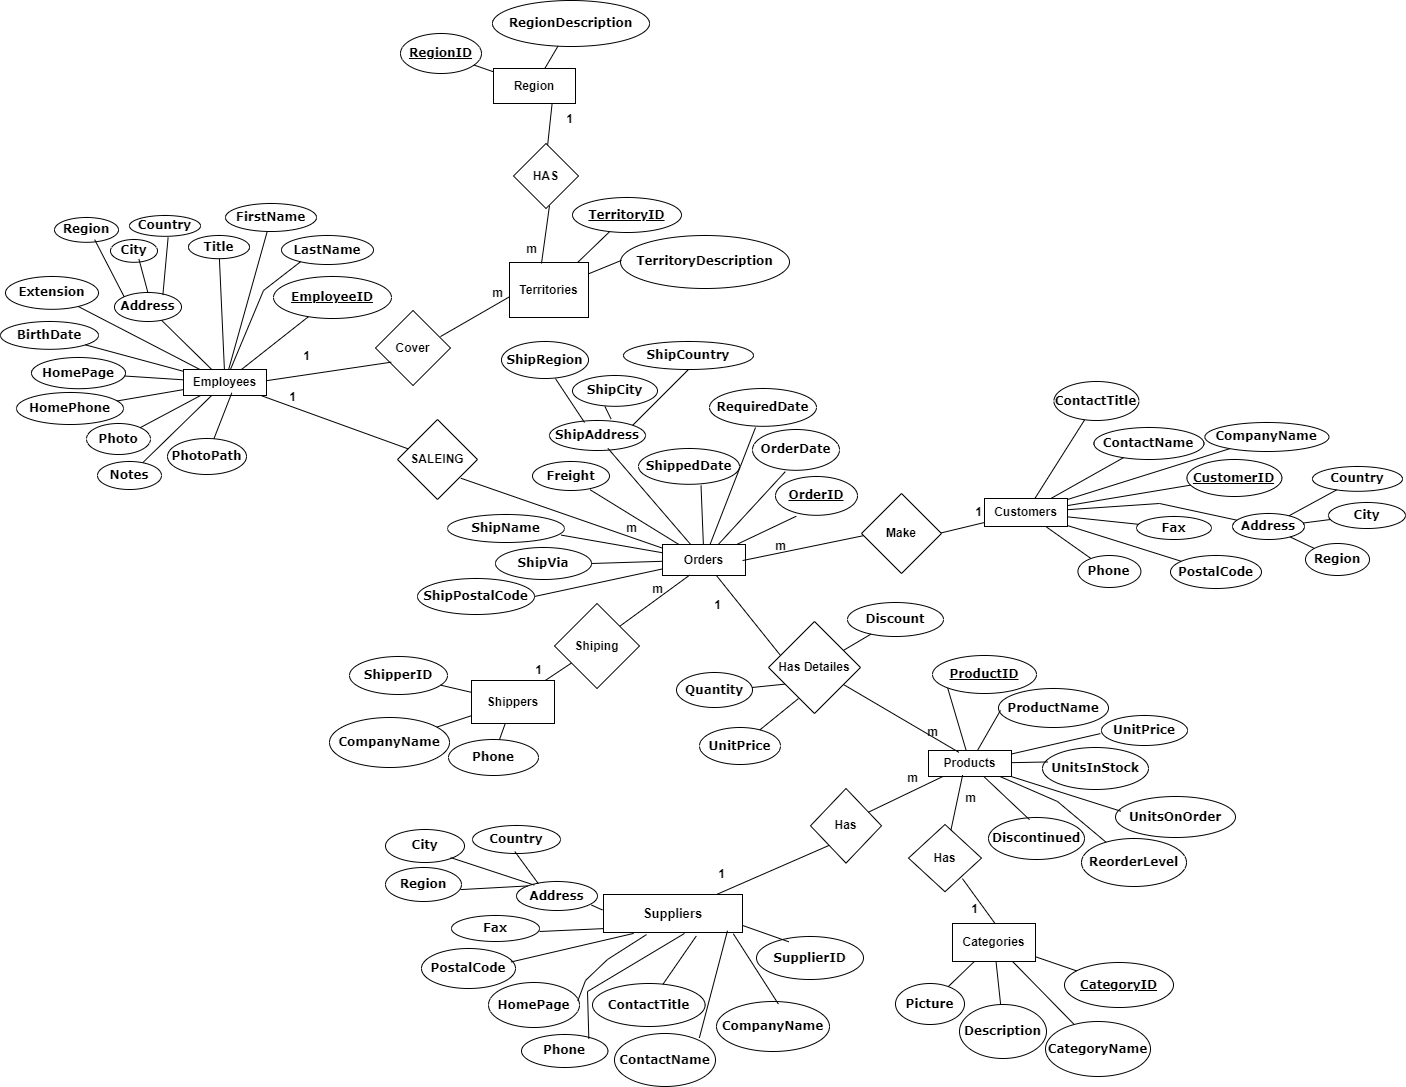 RegionDescription
RegionID
Region
1
HAS
m
TerritoryID
TerritoryDescription
Territories
m
Cover
1
Region
City
Country
Address
Title
FirstName
LastName
EmployeeID
Extension
BirthDate
HomePage
HomePhone
Photo
Notes
PhotoPath
Employees
1
SALEING
m
ShipRegion
ShipCity
ShipCountry
ShipAddress
RequiredDate
OrderDate
ShippedDate
OrderID
Freight
ShipName
ShipVia
ShipPostalCode
Orders
m
Make
1
Customers
ContactTitle
ContactName
CompanyName
CustomerID
Country
City
Region
Address
Fax
PostalCode
Phone
m
Shiping
1
Shippers
ShipperID
CompanyName
Phone
1
Has Detailes
Discount
Quantity
UnitPrice
m
Products
ProductID
ProductName
UnitPrice
UnitsInStock
UnitsOnOrder
ReorderLevel
Discontinued
m
Has
1
m
Has
1
Suppliers
City
Country
Region
Address
Fax
PostalCode
HomePage
Phone
ContactTitle
ContactName
CompanyName
SupplierID
Categories
Picture
Description
CategoryName
CategoryID